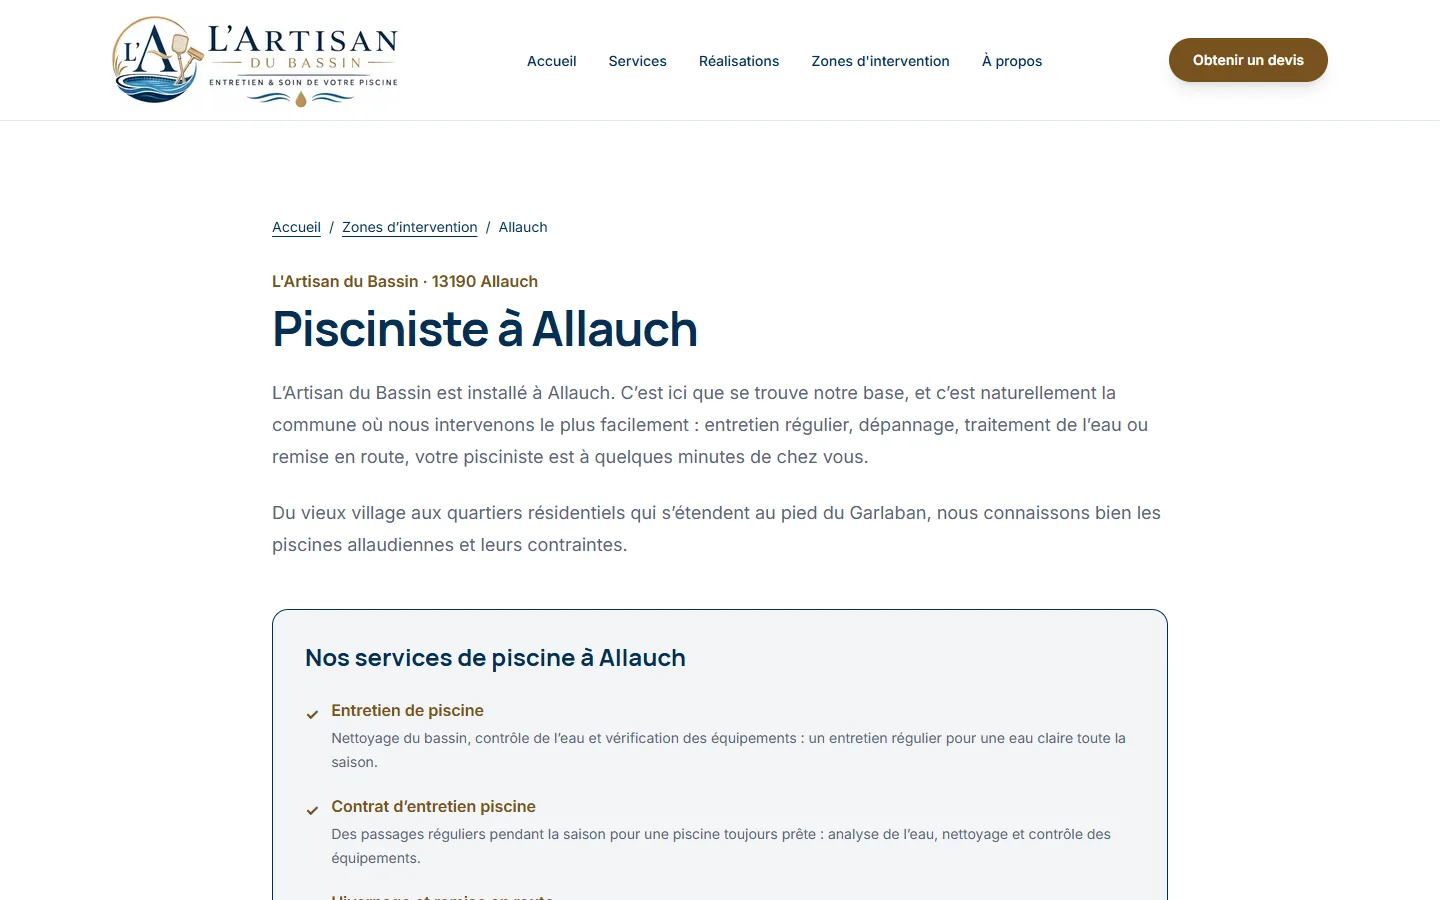 L'A
L'ARTISAN
DU BASSIN
ENTRETIEN & SOIN DE VOTRE PISCINE
Accueil Services Réalisations Zones d'intervention À propos
Obtenir un devis
Accueil / Zones d’intervention / Allauch
L'Artisan du Bassin · 13190 Allauch
Pisciniste à Allauch
L’Artisan du Bassin est installé à Allauch. C’est ici que se trouve notre base, et c’est naturellement la
commune où nous intervenons le plus facilement : entretien régulier, dépannage, traitement de l’eau ou
remise en route, votre pisciniste est à quelques minutes de chez vous.
Du vieux village aux quartiers résidentiels qui s’étendent au pied du Garlaban, nous connaissons bien les
piscines allaudiennes et leurs contraintes.
Nos services de piscine à Allauch
Entretien de piscine
Nettoyage du bassin, contrôle de l’eau et vérification des équipements : un entretien régulier pour une eau claire toute la
saison.
Contrat d’entretien piscine
Des passages réguliers pendant la saison pour une piscine toujours prête : analyse de l’eau, nettoyage et contrôle des
équipements.